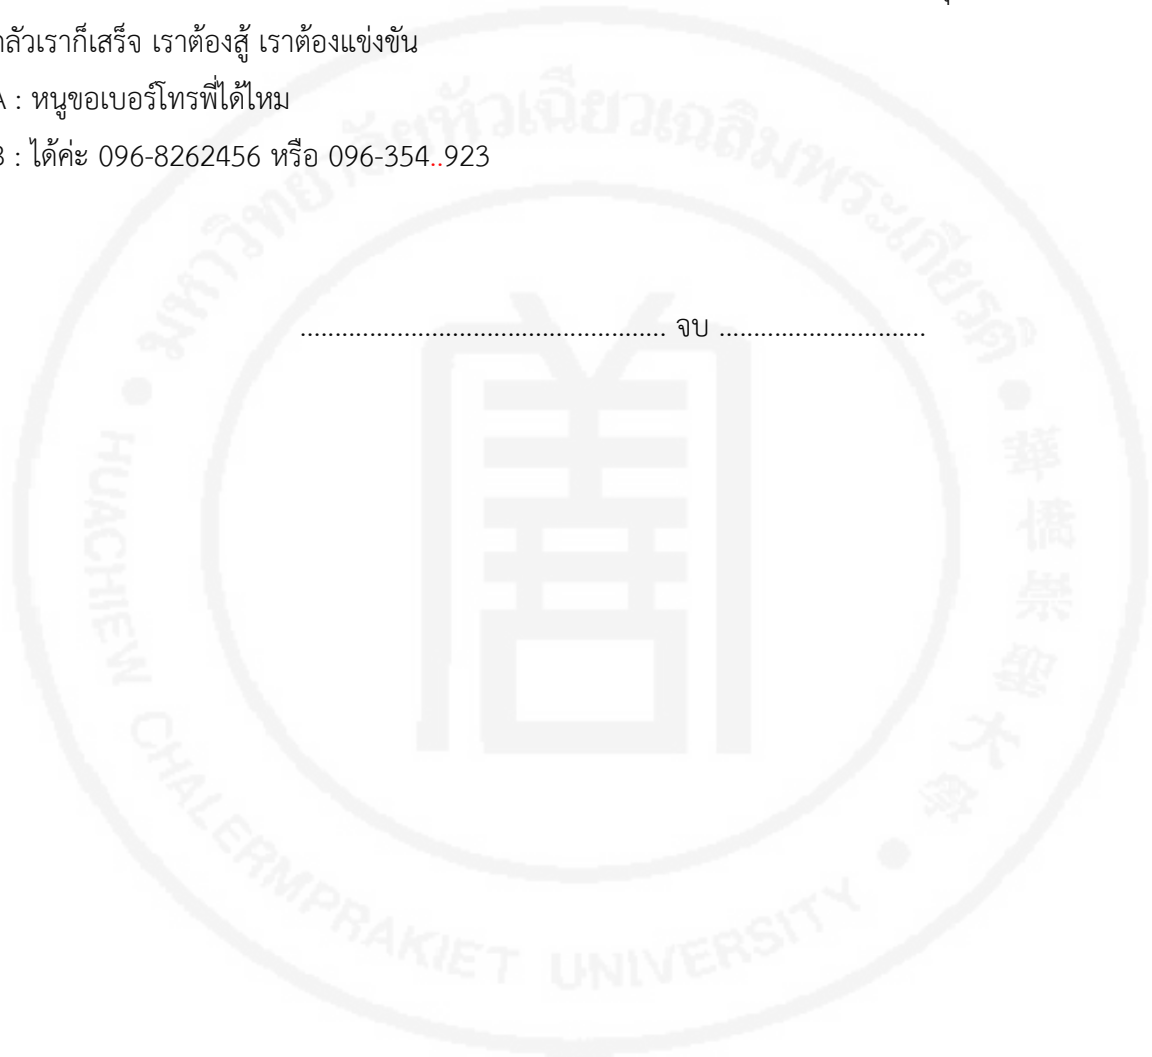 กลัวเราก็เสร็จ เราต้องสู้ เราต้องแข่งขัน
A : หนูขอเบอร์โทรพี่ได้ไหม
B : ได้ค่ะ 096-8262456 หรือ 096-354..923
..................................................... จบ ..............................
มหาวิทยาลัยหัวเฉียวเฉลิมพระเกียรติ
華僑崇聖大學
HUACHIEW CHALERMPRAKIET UNIVERSITY